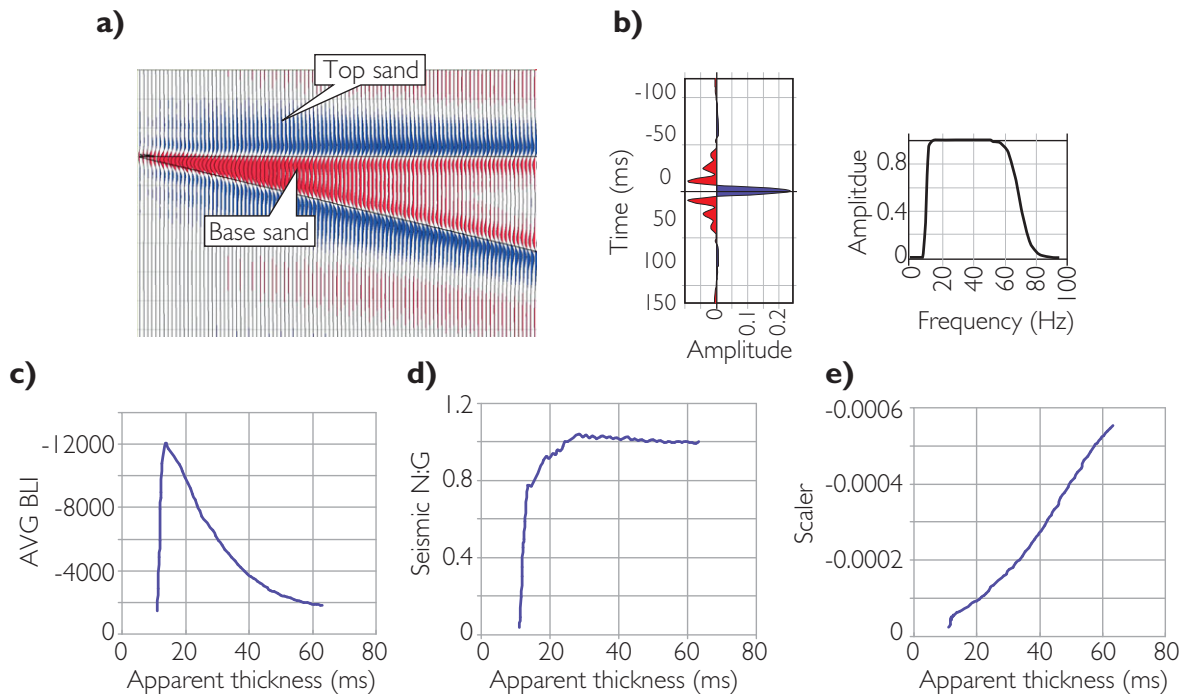 a)
Top sand
Base sand
b)
-100
-50
0
50
100
150
Time (ms)
0
0.1
0.2
Amplitude
0.8
0.4
0
Amplitdue
0
20
40
60
80
100
Frequency (Hz)
c)
-12000
-8000
-4000
0
AVG BLI
0 20 40 60 80
Apparent thickness (ms)
d)
1.2
0.8
0.4
0
Seismic N:G
0 20 40 60 80
Apparent thickness (ms)
e)
-0.0006
-0.0004
-0.0002
0
Scaler
0 20 40 60 80
Apparent thickness (ms)